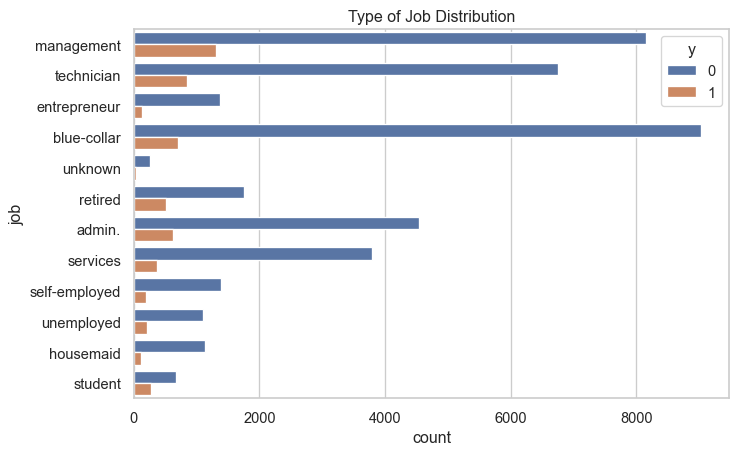 Type of Job Distribution
y
0
1
job
management
technician
entrepreneur
blue-collar
unknown
retired
admin.
services
self-employed
unemployed
housemaid
student
0 2000 4000 6000 8000
count